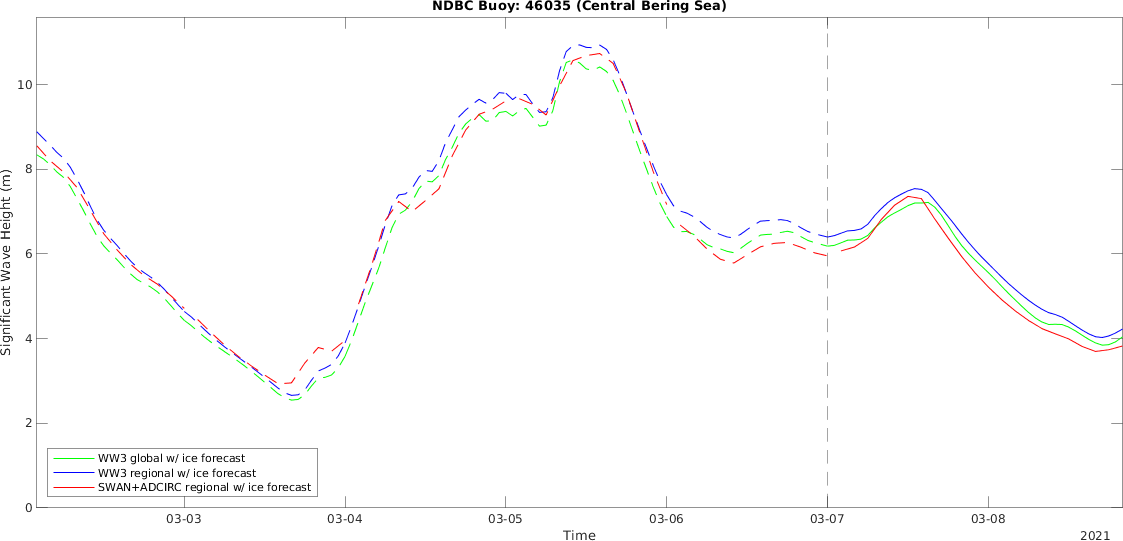 NDBC Buoy: 46035 (Central Bering Sea)
Significant Wave Height (m)
10
8
6
4
2
0
WW3 global w/ ice forecast
WW3 regional w/ ice forecast
SWAN+ADCIRC regional w/ ice forecast
03-03 03-04 03-05 03-06 03-07 03-08
Time
2021